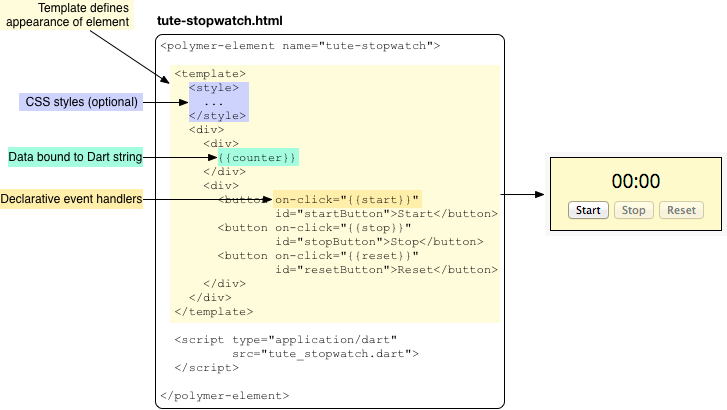 Template defines
appearance of element
tute-stopwatch.html
<polymer-element name="tute-stopwatch">
<template>
<style>
CSS styles (optional)
...
</style>
<div>
<div>
Data bound to Dart string
{{counter}}
</div>
<div>
Declarative event handlers
<button on-click="{{start}}"
id="startButton">Start</button>
<button on-click="{{stop}}"
id="stopButton">Stop</button>
<button on-click="{{reset}}"
id="resetButton">Reset</button>
</div>
</div>
</template>
<script type="application/dart"
src="tute_stopwatch.dart">
</script>
</polymer-element>
00:00
Start Stop Reset